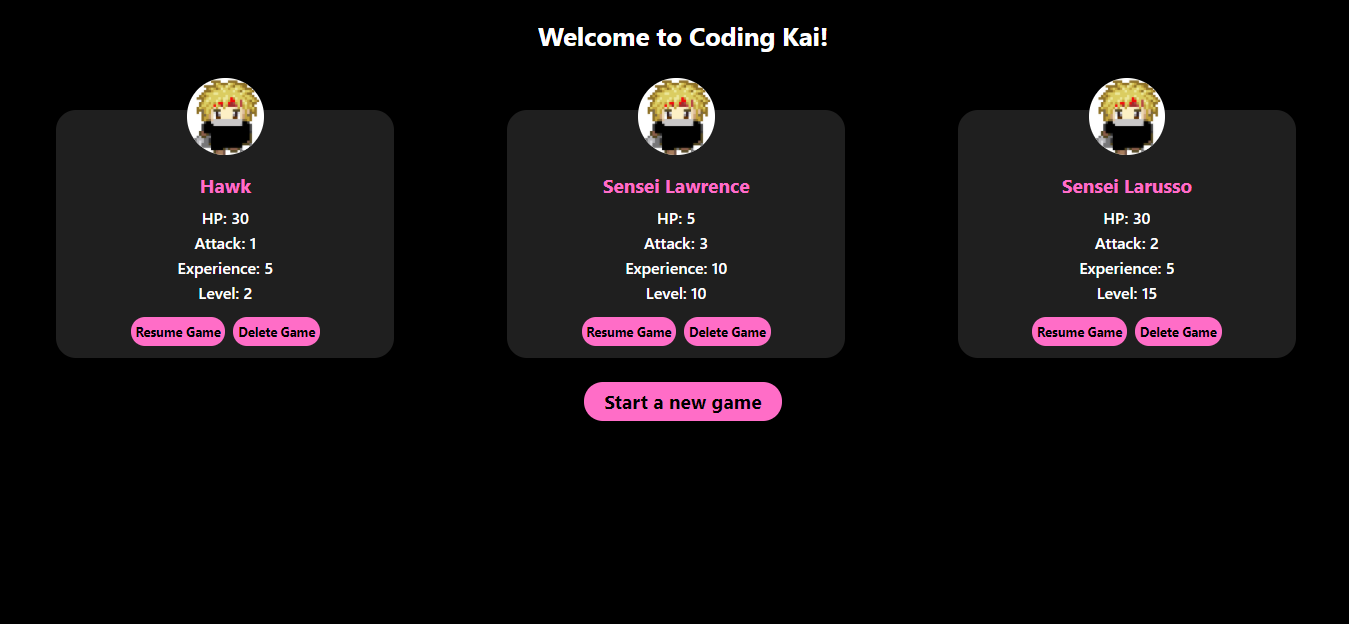 Welcome to Coding Kai!
Hawk
HP: 30
Attack: 1
Experience: 5
Level: 2
Resume Game Delete Game
Sensei Lawrence
HP: 5
Attack: 3
Experience: 10
Level: 10
Resume Game Delete Game
Sensei Larusso
HP: 30
Attack: 2
Experience: 5
Level: 15
Resume Game Delete Game
Start a new game